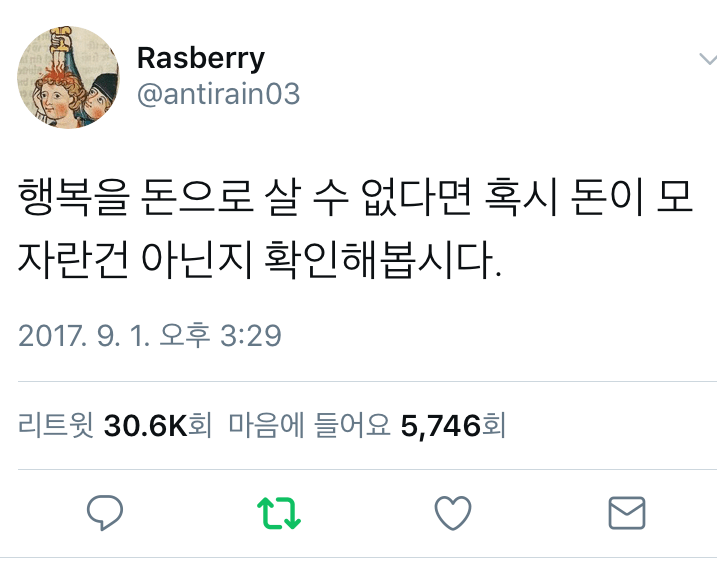 Rasberry
@antirain03
행복을 돈으로 살 수 없다면 혹시 돈이 모
자란건 아닌지 확인해봅시다.
2017. 9. 1. 오후 3:29
리트윗 30.6K회 마음에 들어요 5,746회